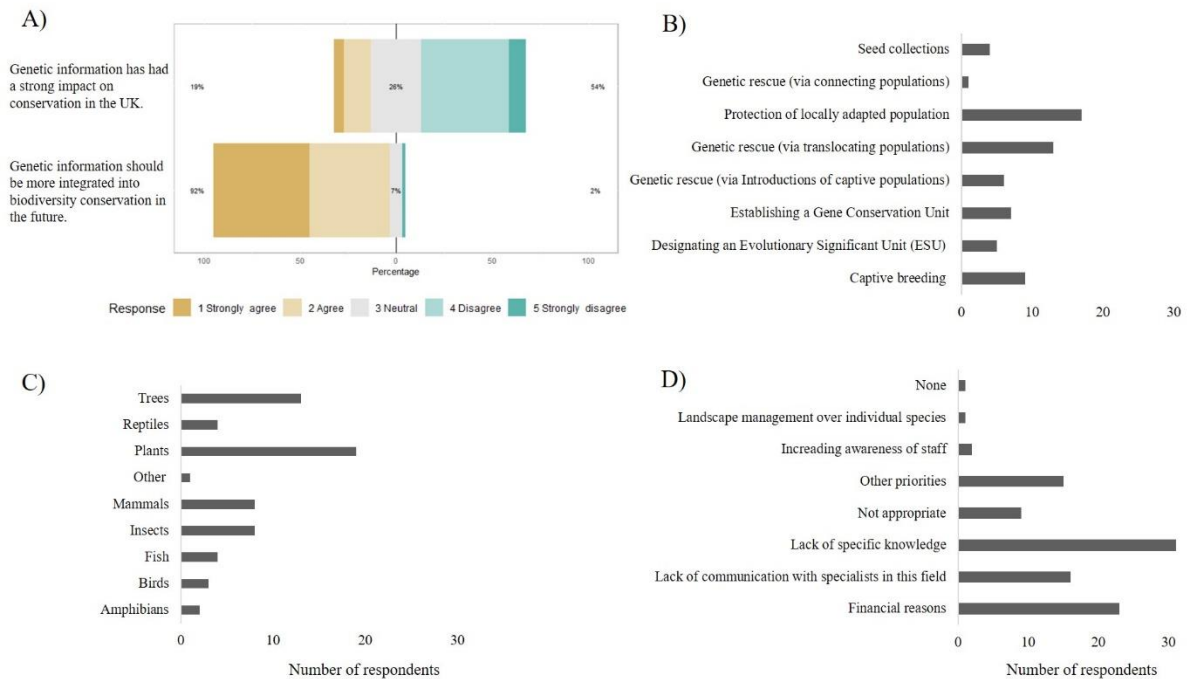 A)
Genetic information has had
a strong impact on
conservation in the UK.
19%
26%
54%
Genetic information should
be more integrated into
biodiversity conservation in
the future.
92%
7%
2%
100
50
0
50
100
Percentage
Response
1 Strongly agree
2 Agree
3 Neutral
4 Disagree
5 Strongly disagree
B)
Seed collections
Genetic rescue (via connecting populations)
Protection of locally adapted population
Genetic rescue (via translocating populations)
Genetic rescue (via Introductions of captive populations)
Establishing a Gene Conservation Unit
Designating an Evolutionary Significant Unit (ESU)
Captive breeding
0
10
20
30
C)
Trees
Reptiles
Plants
Other
Mammals
Insects
Fish
Birds
Amphibians
0
10
20
30
Number of respondents
D)
None
Landscape management over individual species
Increading awareness of staff
Other priorities
Not appropriate
Lack of specific knowledge
Lack of communication with specialists in this field
Financial reasons
0
10
20
30
Number of respondents